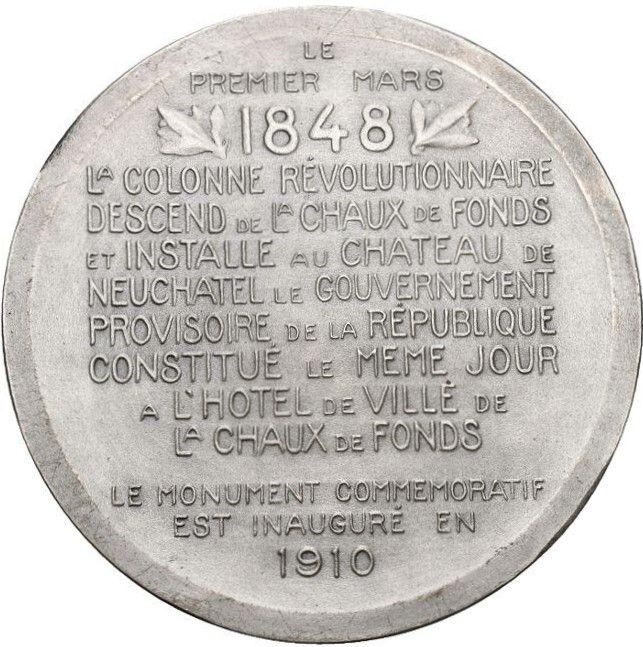 LE
PREMIER MARS
1848
LA COLONNE RÉVOLUTIONNAIRE
DESCEND DE LA CHAUX DE FONDS
ET INSTALLE AU CHATEAU DE
NEUCHATEL LE GOUVERNEMENT
PROVISOIRE DE LA RÉPUBLIQUE
CONSTITUÉ LE MEME JOUR
A L'HOTEL DE VILLE DE
LA CHAUX DE FONDS
LE MONUMENT COMMEMORATIF
EST INAUGURÉ EN
1910